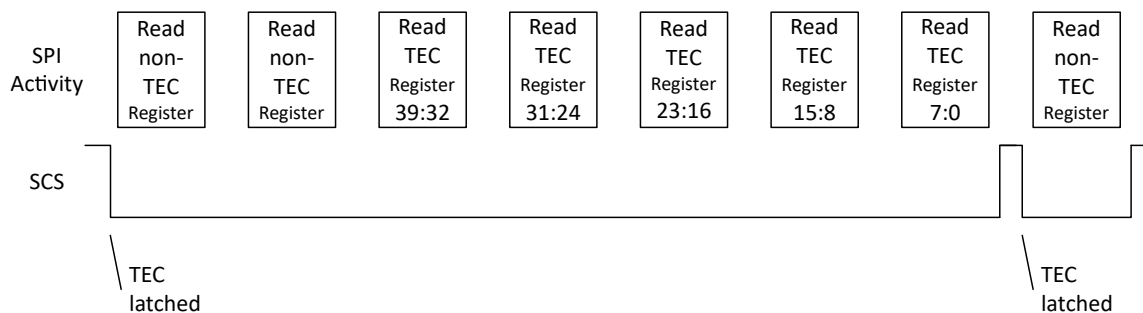 SPI
Activity
Read
non-
TEC
Register
Read
non-
TEC
Register
Read
TEC
Register
39:32
Read
TEC
Register
31:24
Read
TEC
Register
23:16
Read
TEC
Register
15:8
Read
TEC
Register
7:0
Read
non-
TEC
Register
SCS
TEC
latched
TEC
latched